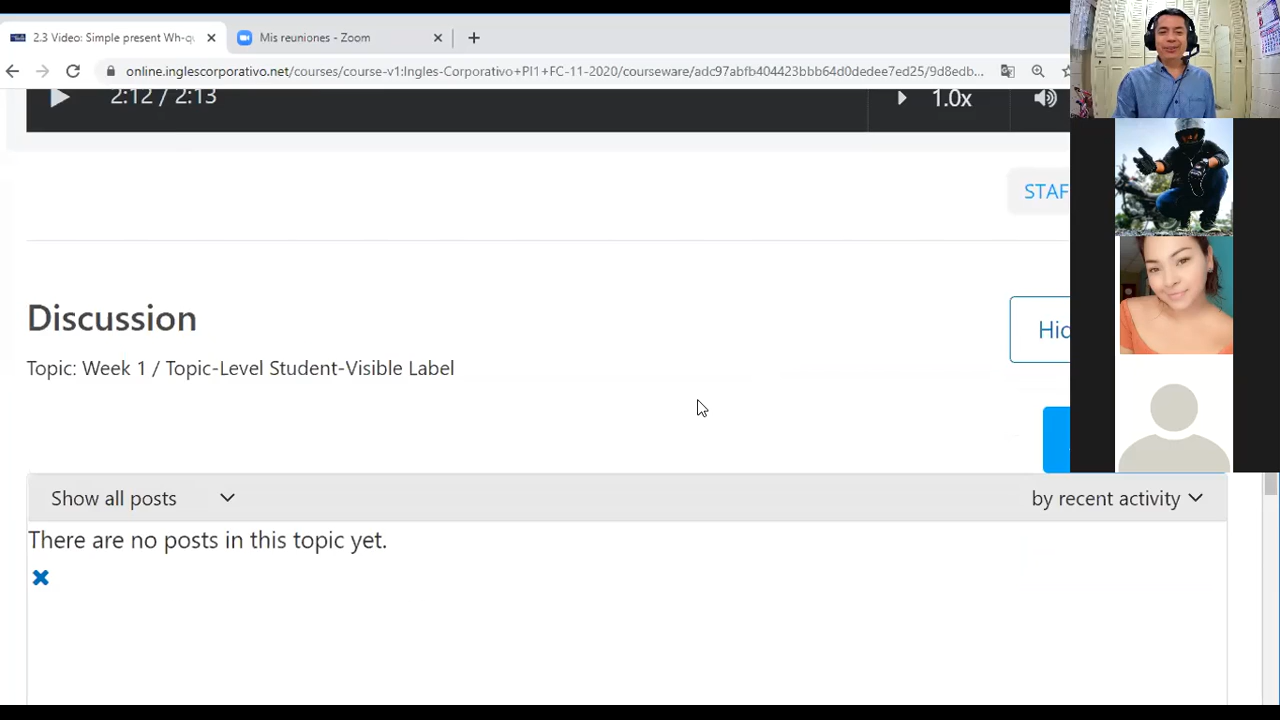 2.3 Video: Simple present Wh-qu
Mis reuniones - Zoom
online.inglescorporativo.net/courses/course-v1:Ingles-Corporativo+PI1+FC-11-2020/courseware/adc97abfb404423bbb64d0dedee7ed25/9d8edb...
2:12 / 2:13
1.0x
STAF
Discussion
Hid
Topic: Week 1 / Topic-Level Student-Visible Label
Show all posts
by recent activity
There are no posts in this topic yet.